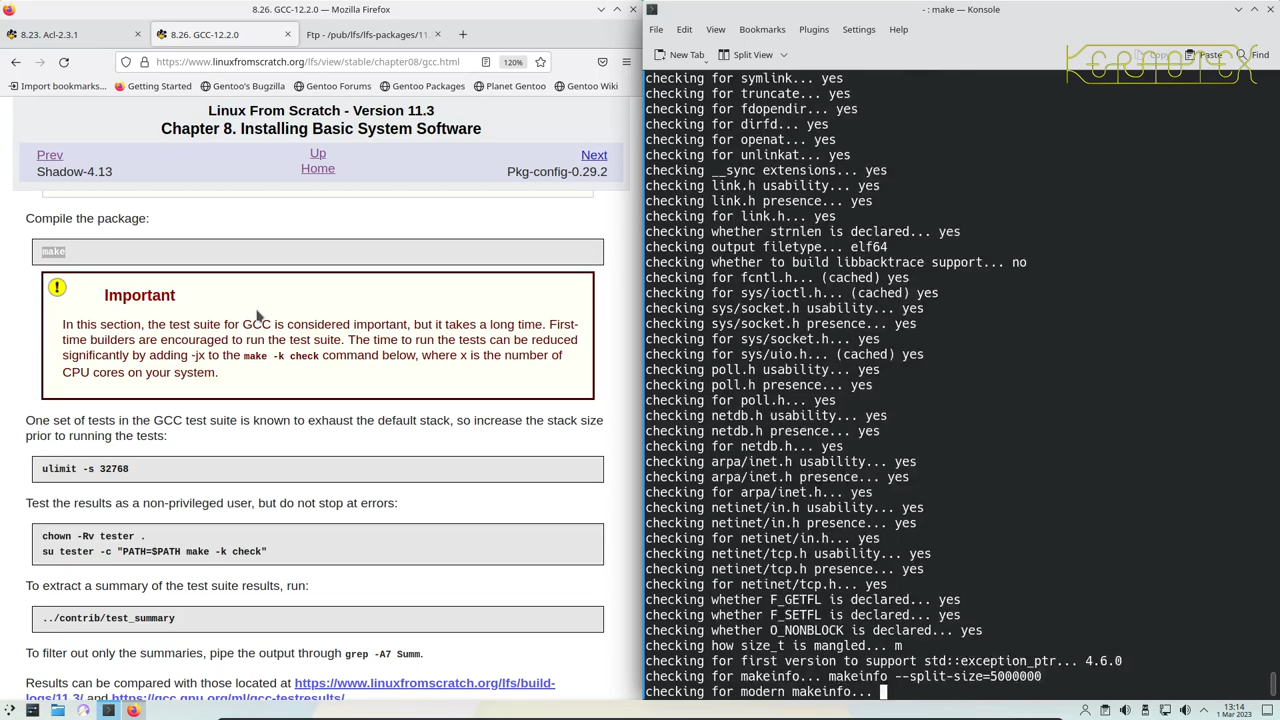 8.26. GCC-12.2.0 — Mozilla Firefox
8.23. Acl-2.3.1
8.26. GCC-12.2.0
Ftp - /pub/lfs/lfs-packages/11.
https://www.linuxfromscratch.org/lfs/view/stable/chapter08/gcc.html
120%
Import bookmarks...
Getting Started
Gentoo's Bugzilla
Gentoo Forums
Gentoo Packages
Planet Gentoo
Gentoo Wiki
Linux From Scratch - Version 11.3
Chapter 8. Installing Basic System Software
Prev
Up
Next
Shadow-4.13
Home
Pkg-config-0.29.2
Compile the package:
make
Important
In this section, the test suite for GCC is considered important, but it takes a long time. First-
time builders are encouraged to run the test suite. The time to run the tests can be reduced
significantly by adding -jx to the make -k check command below, where x is the number of
CPU cores on your system.
One set of tests in the GCC test suite is known to exhaust the default stack, so increase the stack size
prior to running the tests:
ulimit -s 32768
Test the results as a non-privileged user, but do not stop at errors:
chown -Rv tester .
su tester -c "PATH=$PATH make -k check"
To extract a summary of the test suite results, run:
../contrib/test_summary
To filter out only the summaries, pipe the output through grep -A7 Summ.
Results can be compared with those located at https://www.linuxfromscratch.org/lfs/build-
logs/11.3/ and https://gcc.gnu.org/ml/gcc-testresults/.
- : make — Konsole
File
Edit
View
Bookmarks
Plugins
Settings
Help
New Tab
Split View
Copy
Paste
Find
KERNOTEX
checking for symlink... yes
checking for truncate... yes
checking for fdopendir... yes
checking for dirfd... yes
checking for openat... yes
checking for unlinkat... yes
checking __sync extensions... yes
checking link.h usability... yes
checking link.h presence... yes
checking for link.h... yes
checking whether strnlen is declared... yes
checking output filetype... elf64
checking whether to build libbacktrace support... no
checking for fcntl.h... (cached) yes
checking for sys/ioctl.h... (cached) yes
checking sys/socket.h usability... yes
checking sys/socket.h presence... yes
checking for sys/socket.h... yes
checking for sys/uio.h... (cached) yes
checking poll.h usability... yes
checking poll.h presence... yes
checking for poll.h... yes
checking netdb.h usability... yes
checking netdb.h presence... yes
checking for netdb.h... yes
checking arpa/inet.h usability... yes
checking arpa/inet.h presence... yes
checking for arpa/inet.h... yes
checking netinet/in.h usability... yes
checking netinet/in.h presence... yes
checking for netinet/in.h... yes
checking netinet/tcp.h usability... yes
checking netinet/tcp.h presence... yes
checking for netinet/tcp.h... yes
checking whether F_GETFL is declared... yes
checking whether F_SETFL is declared... yes
checking whether O_NONBLOCK is declared... yes
checking how size_t is mangled... m
checking for first version to support std::exception_ptr... 4.6.0
checking for makeinfo... makeinfo --split-size=5000000
checking for modern makeinfo...
13:14
1 Mar 2023